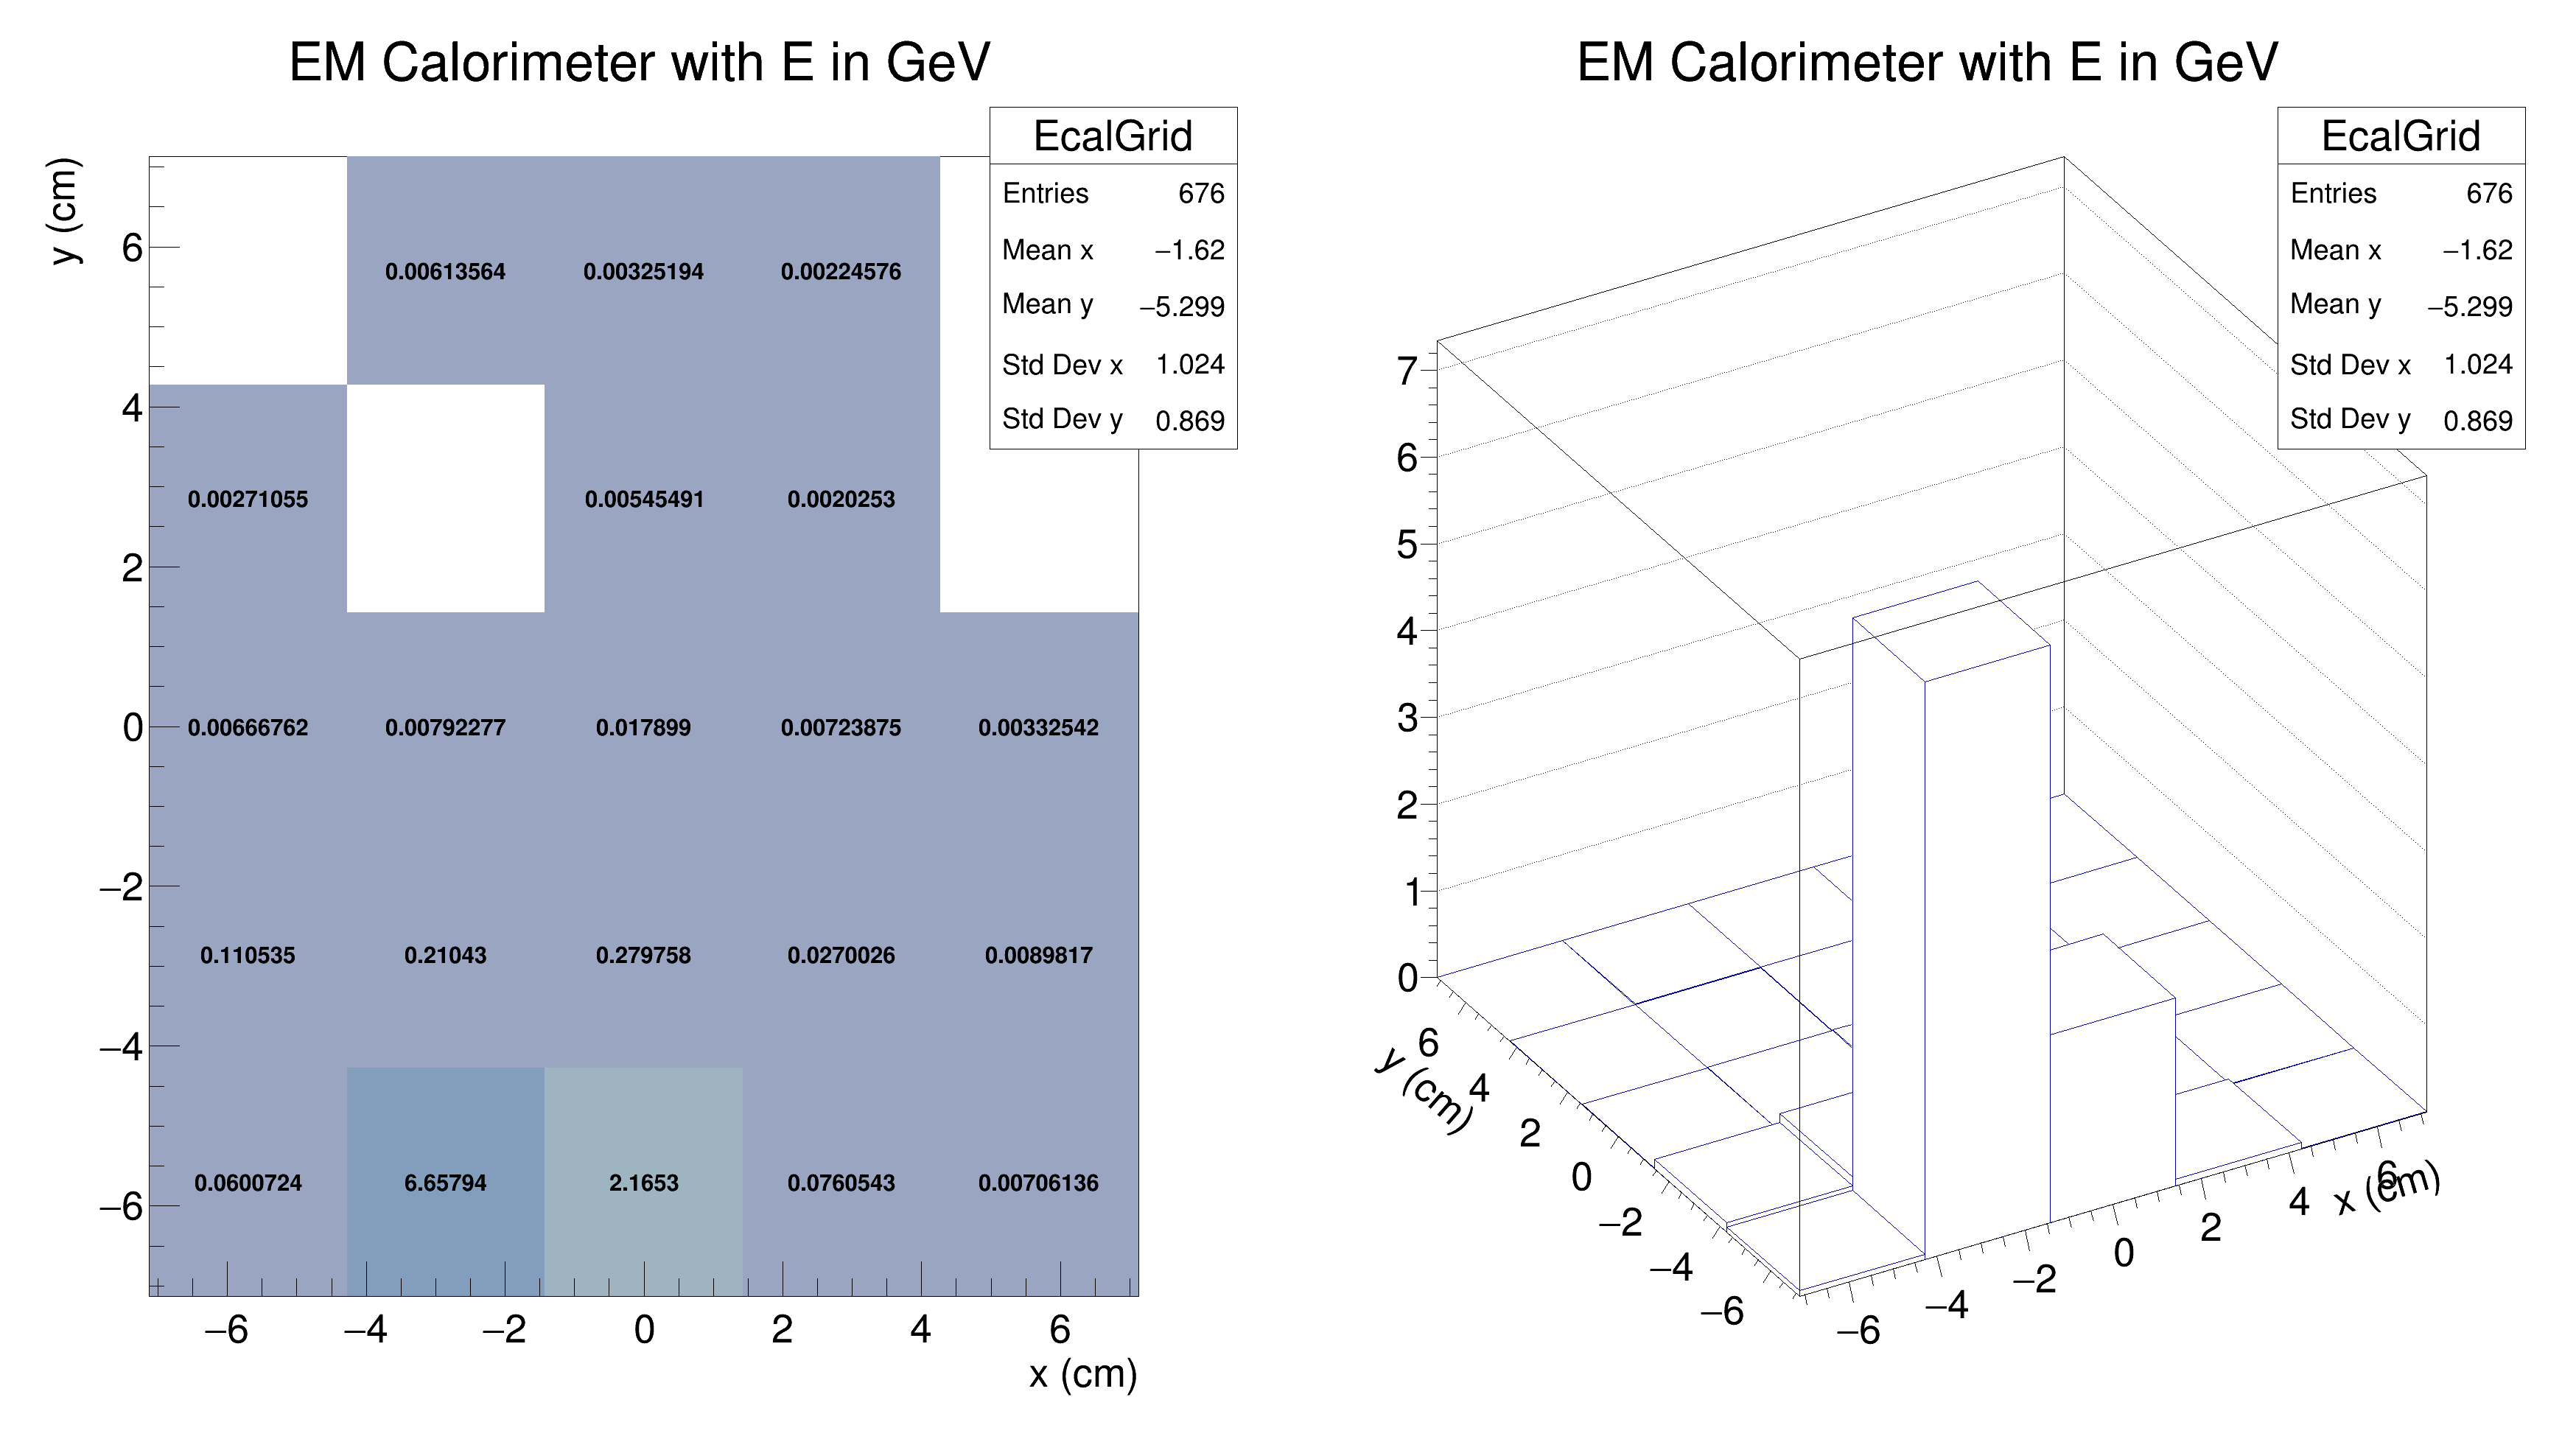 EM Calorimeter with E in GeV
EcalGrid
Entries 676
Mean x −1.62
Mean y −5.299
Std Dev x 1.024
Std Dev y 0.869
y (cm)
6
4
2
0
−2
−4
−6
0.00613564 0.00325194 0.00224576
0.00271055 0.00545491 0.0020253
0.00666762 0.00792277 0.017899 0.00723875 0.00332542
0.110535 0.21043 0.279758 0.0270026 0.0089817
0.0600724 6.65794 2.1653 0.0760543 0.00706136
−6 −4 −2 0 2 4 6
x (cm)
EM Calorimeter with E in GeV
EcalGrid
Entries 676
Mean x −1.62
Mean y −5.299
Std Dev x 1.024
Std Dev y 0.869
7
6
5
4
3
2
1
0
y (cm)
6
4
2
0
−2
−4
−6
−6 −4 −2 0 2 4 6
x (cm)